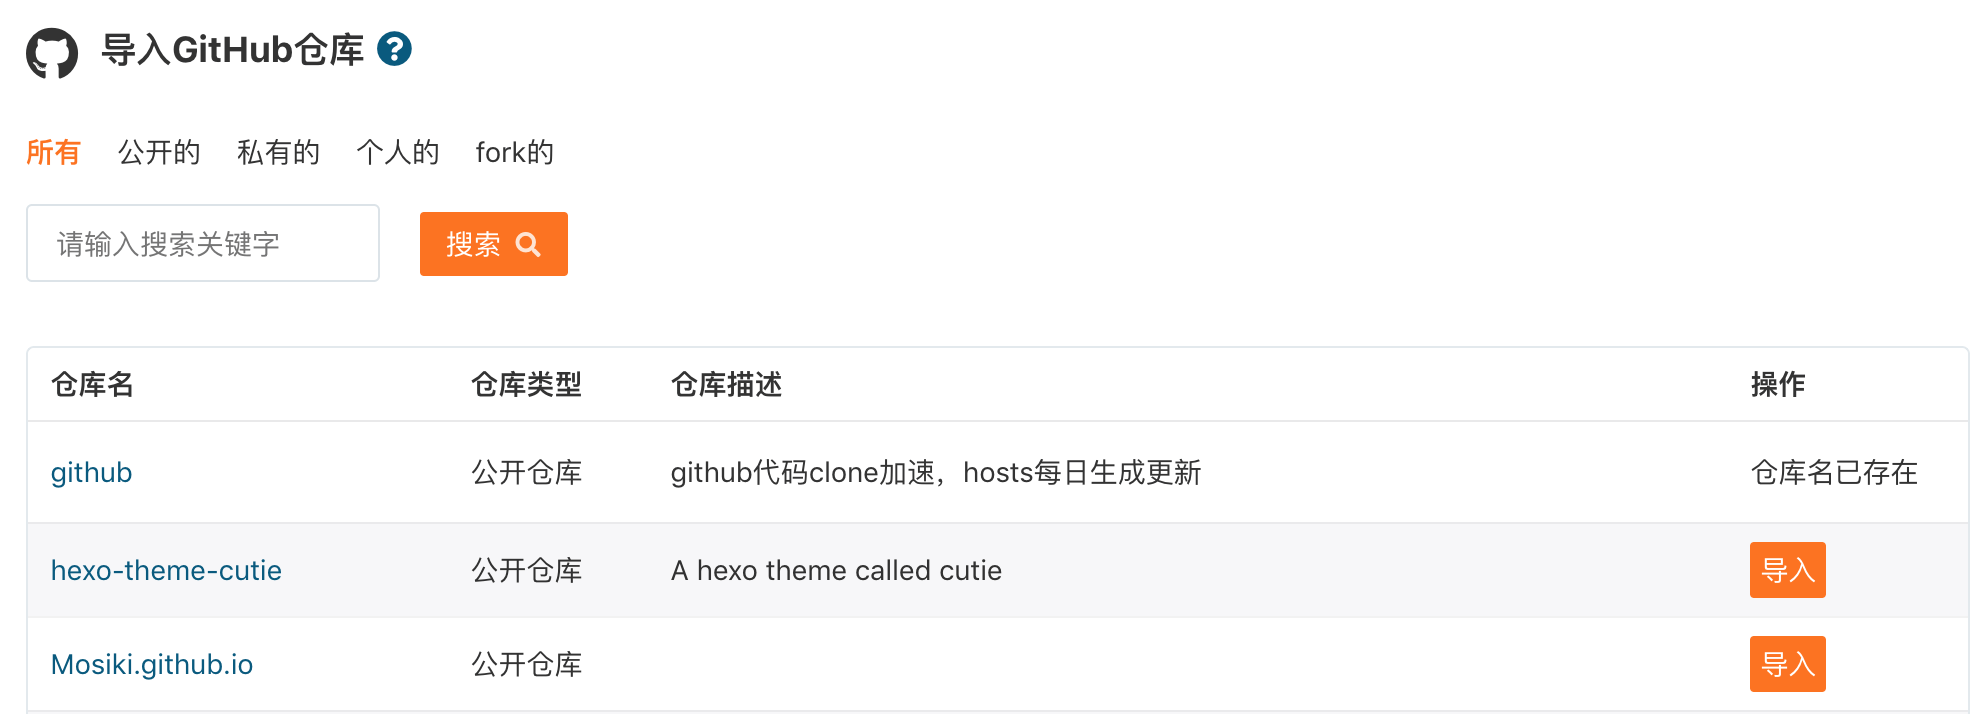 导入GitHub仓库 ?
所有 公开的 私有的 个人的 fork的
请输入搜索关键字 搜索
仓库名 仓库类型 仓库描述 操作
github 公开仓库 github代码clone加速，hosts每日生成更新 仓库名已存在
hexo-theme-cutie 公开仓库 A hexo theme called cutie 导入
Mosiki.github.io 公开仓库 导入